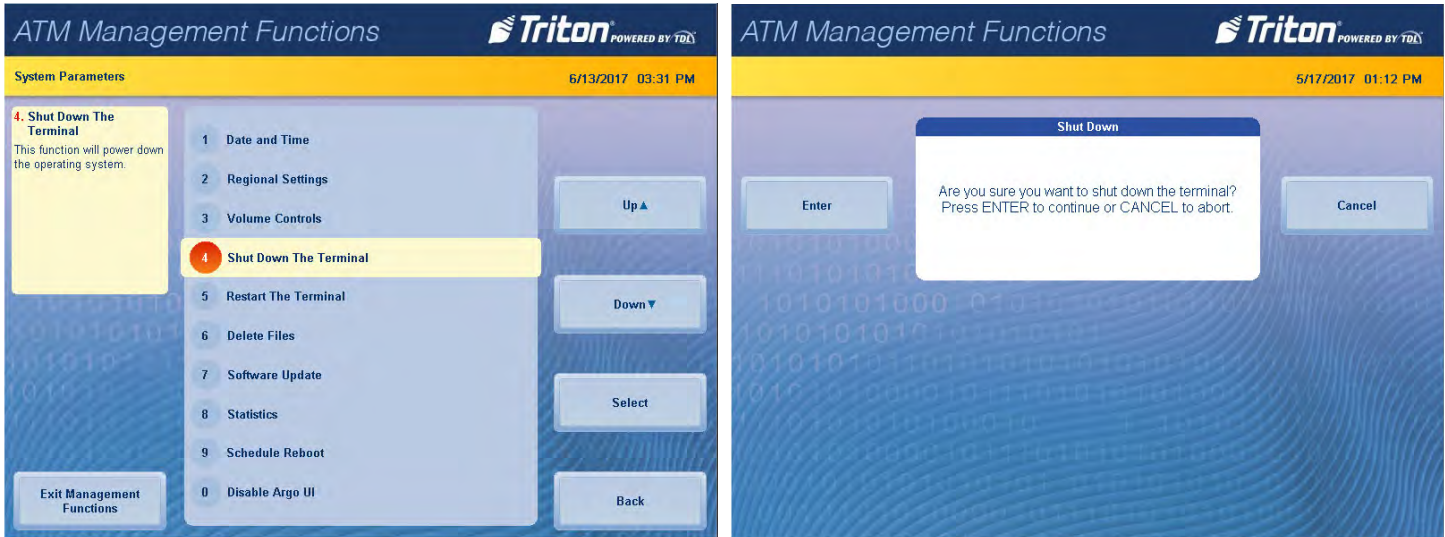 ATM Management Functions
Triton POWERED BY TDL
System Parameters
6/13/2017 03:31 PM
4. Shut Down The
Terminal
This function will power down
the operating system.
1 Date and Time
2 Regional Settings
3 Volume Controls
4 Shut Down The Terminal
5 Restart The Terminal
6 Delete Files
7 Software Update
8 Statistics
9 Schedule Reboot
0 Disable Argo UI
Up▲
Down▼
Select
Back
Exit Management
Functions
ATM Management Functions
Triton POWERED BY TDL
5/17/2017 01:12 PM
Shut Down
Are you sure you want to shut down the terminal?
Press ENTER to continue or CANCEL to abort.
Enter
Cancel